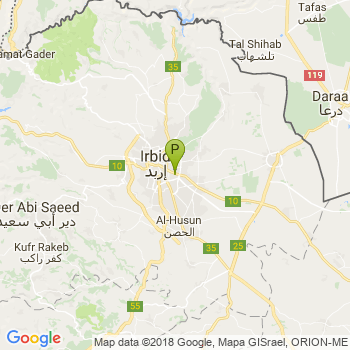 Tafas
طفس
Tal Shihab
تلشهاب
amat Gader
35
119
Daraa
درعا
P
Irbid
إربد
10
er Abi Saeed
دير أبي سعيد
10
Al-Husun
الحصن
Kufr Rakeb
كفر راكب
35
25
55
Google
Map data ©2018 Google, Mapa GISrael, ORION-ME